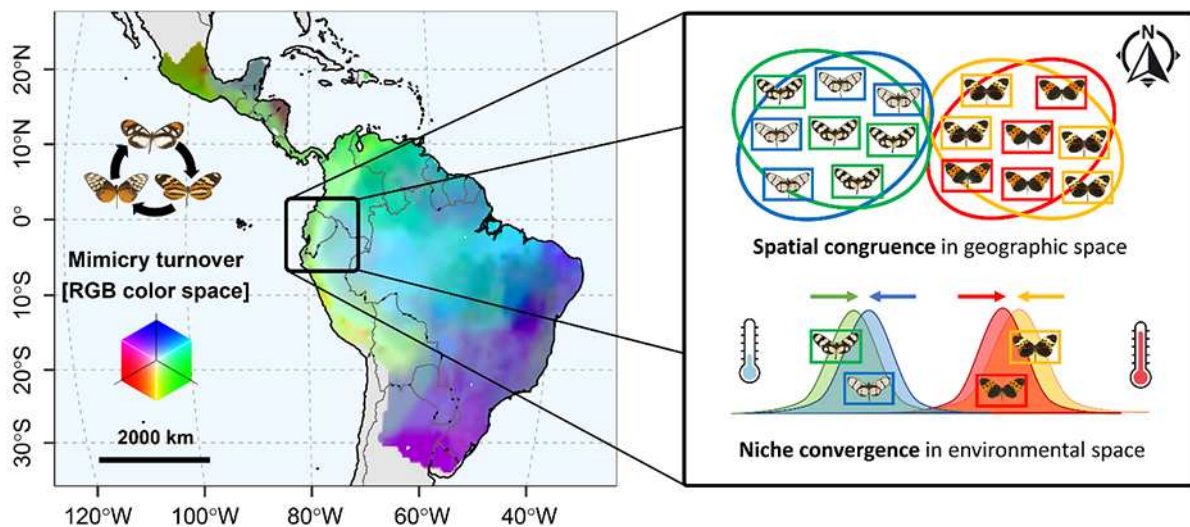 20°N
10°N
0°
10°S
20°S
30°S
Mimicry turnover
[RGB color space]
2000 km
120°W 100°W 80°W 60°W 40°W
N
Spatial congruence in geographic space
Niche convergence in environmental space